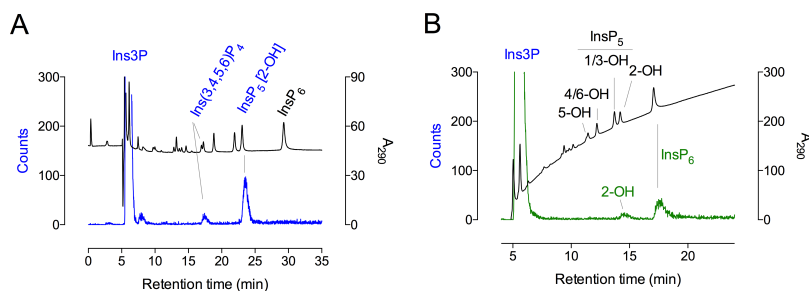 A
Ins3P
Ins(3,4,5,6)P4
InsP5 [2-OH]
InsP6
300
200
100
0
Counts
90
60
30
0
A290
0 5 10 15 20 25 30 35
Retention time (min)
B
Ins3P
InsP5
1/3-OH
2-OH
4/6-OH
5-OH
InsP6
2-OH
300
200
100
0
Counts
300
200
100
0
A290
5 10 15 20
Retention time (min)